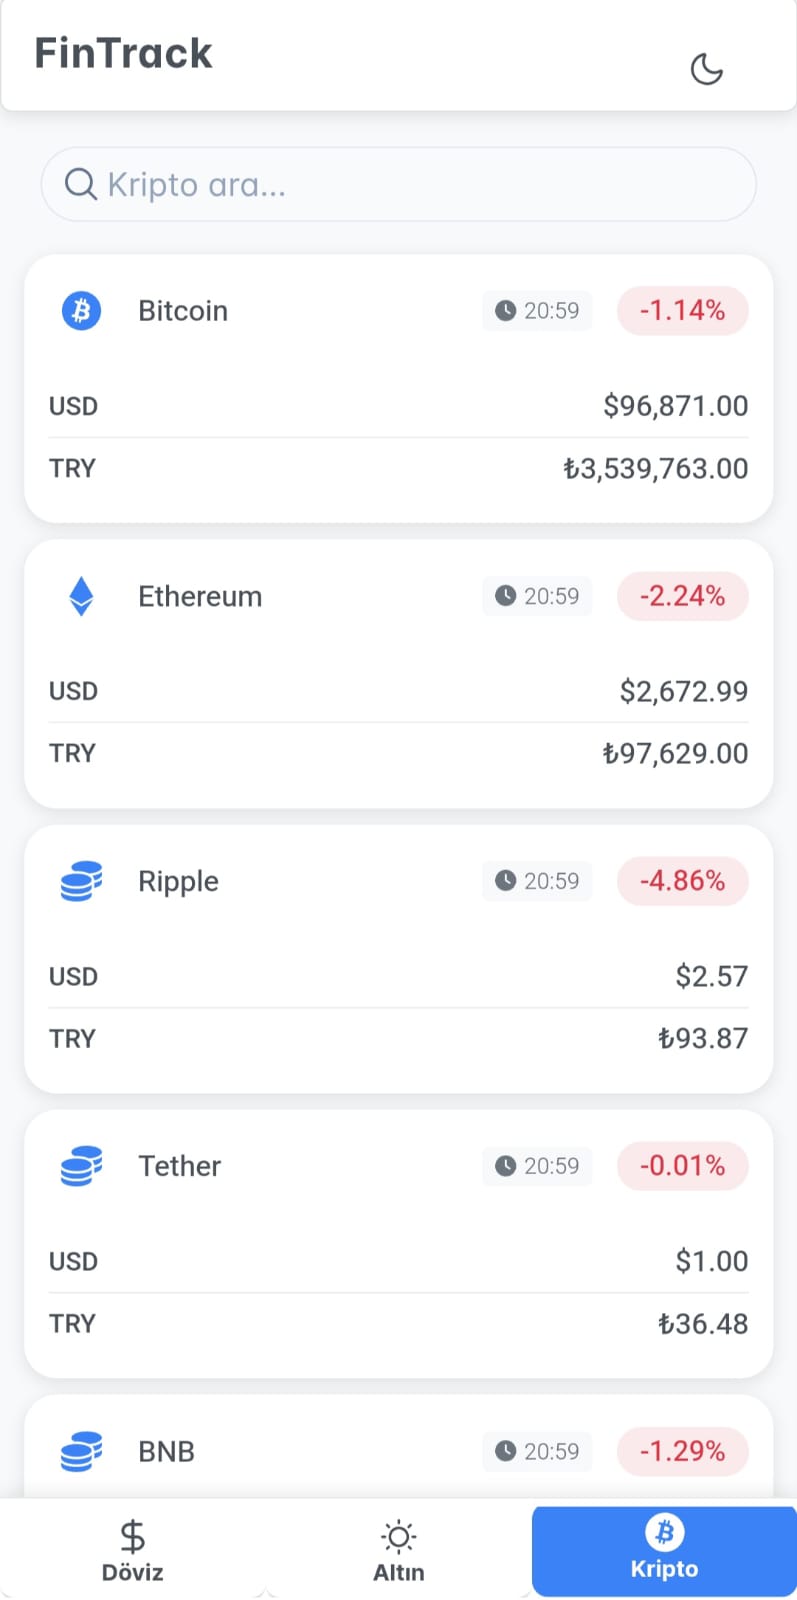 FinTrack
Kripto ara...
Bitcoin 20:59 -1.14%
USD $96,871.00
TRY ₺3,539,763.00
Ethereum 20:59 -2.24%
USD $2,672.99
TRY ₺97,629.00
Ripple 20:59 -4.86%
USD $2.57
TRY ₺93.87
Tether 20:59 -0.01%
USD $1.00
TRY ₺36.48
BNB 20:59 -1.29%
Döviz Altın Kripto